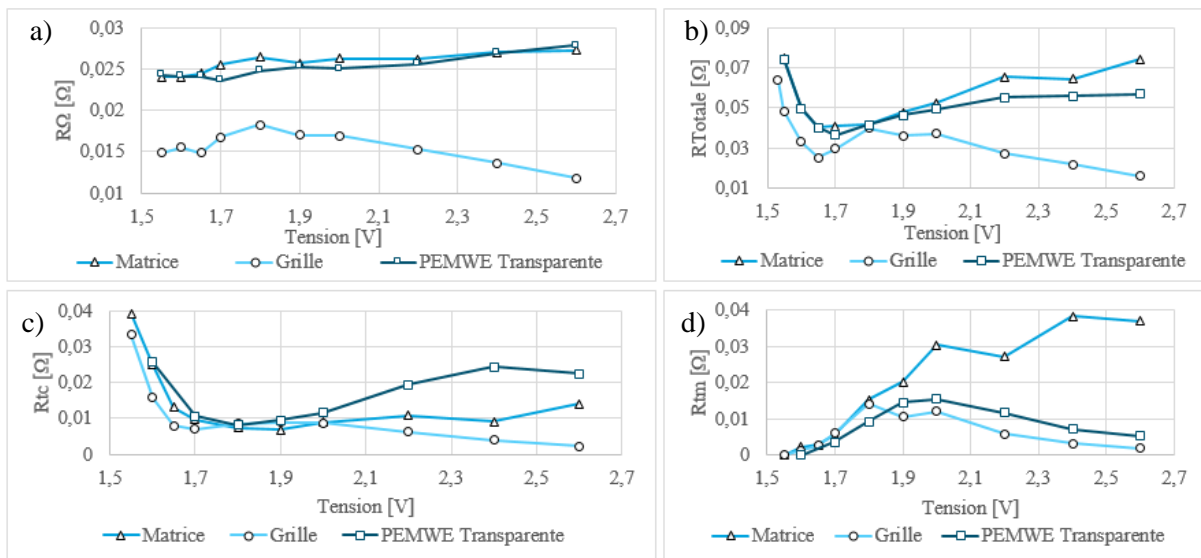 a)
RΩ [Ω]
0,03
0,025
0,02
0,015
0,01
1,5 1,7 1,9 2,1 2,3 2,5 2,7
Tension [V]
Matrice Grille PEMWE Transparente
b)
RTotale [Ω]
0,09
0,07
0,05
0,03
0,01
1,5 1,7 1,9 2,1 2,3 2,5 2,7
Tension [V]
Matrice Grille PEMWE Transparente
c)
Rtc [Ω]
0,04
0,03
0,02
0,01
0
1,5 1,7 1,9 2,1 2,3 2,5 2,7
Tension [V]
Matrice Grille PEMWE Transparente
d)
Rtm [Ω]
0,04
0,03
0,02
0,01
0
1,5 1,7 1,9 2,1 2,3 2,5 2,7
Tension [V]
Matrice Grille PEMWE Transparente